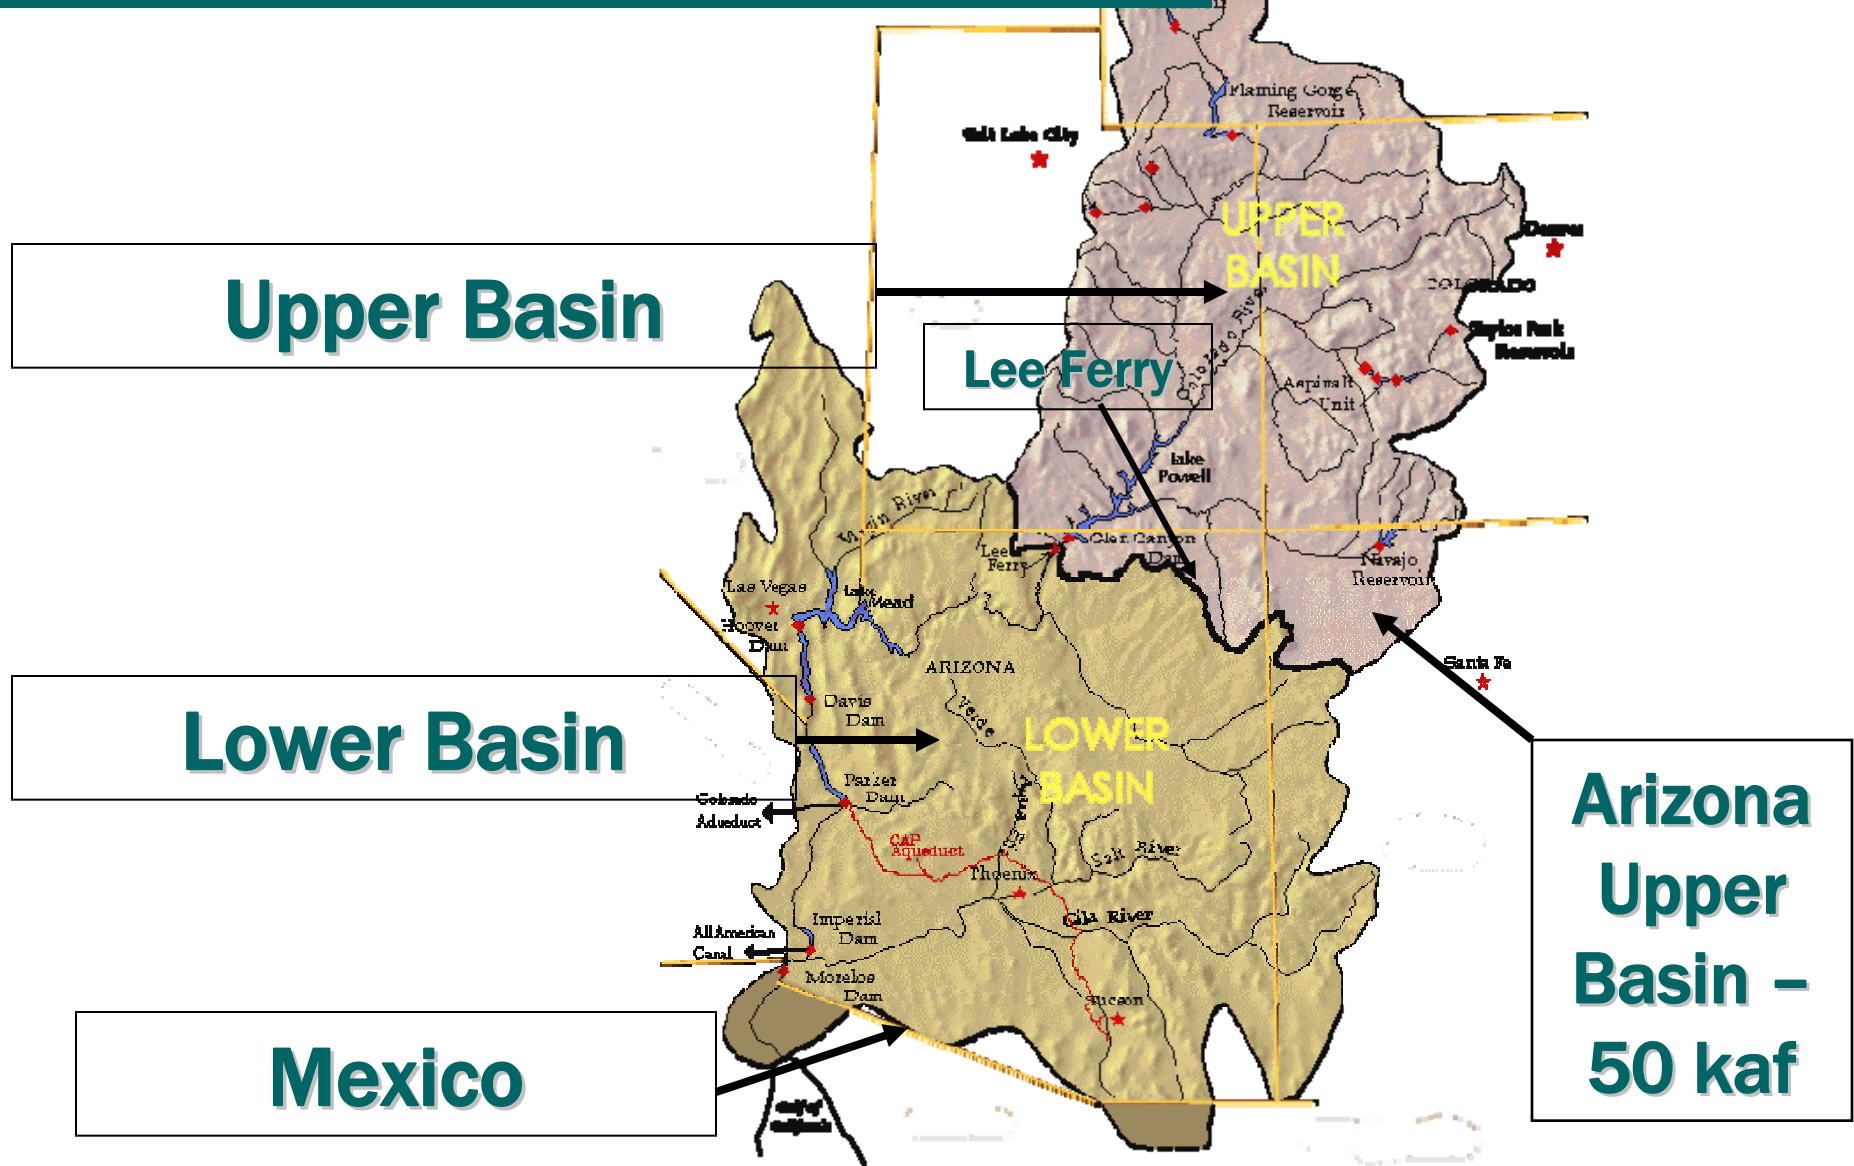 Flaming Gorge
Reservoir
Salt Lake City
UPPER
BASIN
Denver
COLORADO
Upper Basin
Colorado River
Taylor Park
Reservoir
Lee Ferry
Aspinall
Unit
Lake
Powell
Virgin River
Glen Canyon
Dam
Lee
Ferry
Navajo
Reservoir
Las Vegas
Lake
Mead
Hoover
Dam
ARIZONA
Santa Fe
Davis
Dam
Verde
Lower Basin
LOWER
BASIN
Parker
Dam
Colorado
Aqueduct
CAP
Aqueduct
Salt River
Phoenix
Gila River
Imperial
Dam
All American
Canal
Morelos
Dam
Tucson
Arizona
Upper
Basin –
50 kaf
Mexico
Gulf of